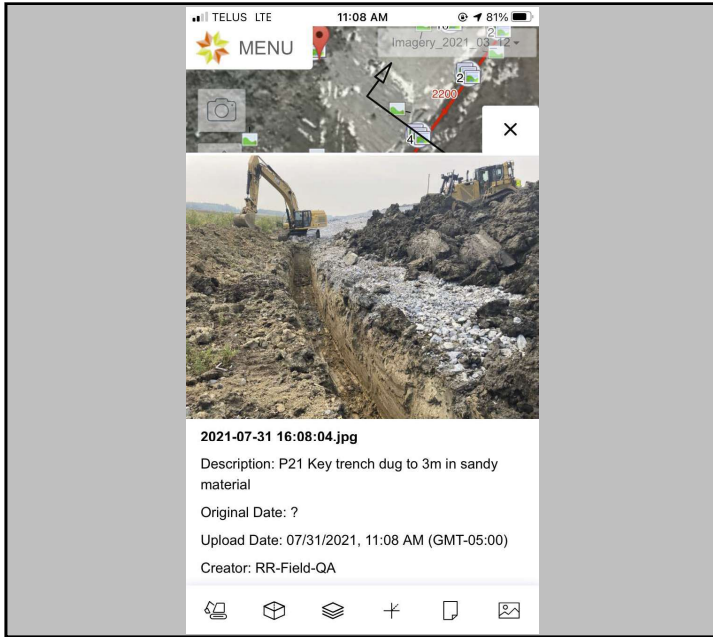 TELUS LTE 11:08 AM 81%
MENU
Imagery_2021_03_12
2
2
2200
4
2021-07-31 16:08:04.jpg
Description: P21 Key trench dug to 3m in sandy
material
Original Date: ?
Upload Date: 07/31/2021, 11:08 AM (GMT-05:00)
Creator: RR-Field-QA